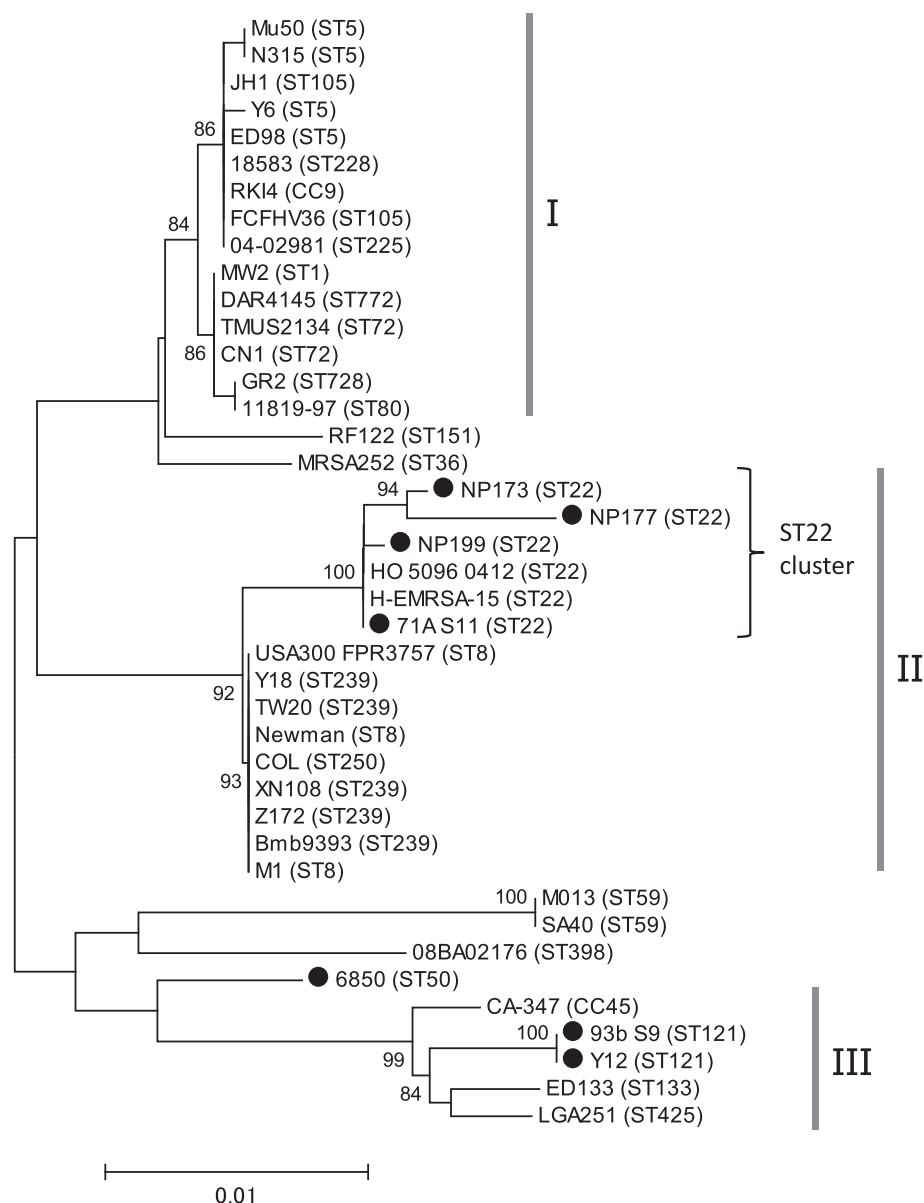 Mu50 (ST5)
N315 (ST5)
JH1 (ST105)
Y6 (ST5)
86
ED98 (ST5)
18583 (ST228)
RKI4 (CC9)
I
FCFHV36 (ST105)
84
04-02981 (ST225)
MW2 (ST1)
DAR4145 (ST772)
TMUS2134 (ST72)
86
CN1 (ST72)
GR2 (ST728)
11819-97 (ST80)
RF122 (ST151)
MRSA252 (ST36)
94
NP173 (ST22)
NP177 (ST22)
ST22
cluster
NP199 (ST22)
100
HO 5096 0412 (ST22)
H-EMRSA-15 (ST22)
71A S11 (ST22)
USA300 FPR3757 (ST8)
II
Y18 (ST239)
92
TW20 (ST239)
Newman (ST8)
COL (ST250)
93
XN108 (ST239)
Z172 (ST239)
Bmb9393 (ST239)
M1 (ST8)
100
M013 (ST59)
SA40 (ST59)
08BA02176 (ST398)
6850 (ST50)
CA-347 (CC45)
100
93b S9 (ST121)
99
Y12 (ST121)
III
84
ED133 (ST133)
LGA251 (ST425)
0.01